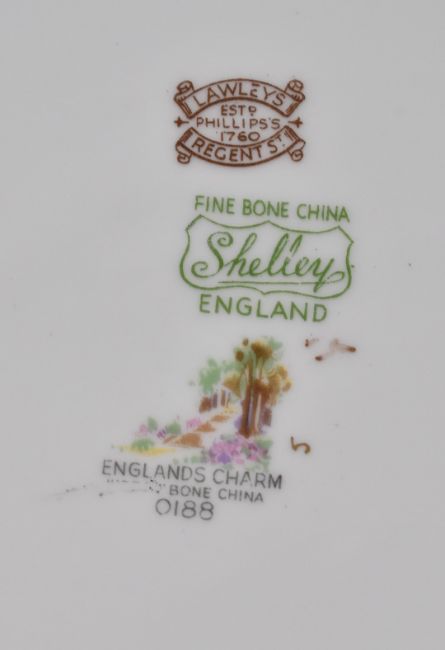 LAWLEYS
ESTD
PHILLIPS'S
1760
REGENT ST.
FINE BONE CHINA
Shelley
ENGLAND
ENGLANDS CHARM
BONE CHINA
0188